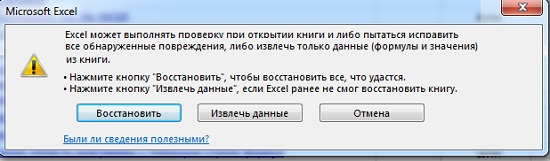 Microsoft Excel
Excel может выполнять проверку при открытии книги и либо пытаться исправить
все обнаруженные повреждения, либо извлечь только данные (формулы и значения)
из книги.
• Нажмите кнопку "Восстановить", чтобы восстановить все, что удастся.
• Нажмите кнопку "Извлечь данные", если Excel ранее не смог восстановить книгу.
Восстановить
Извлечь данные
Отмена
Были ли сведения полезными?